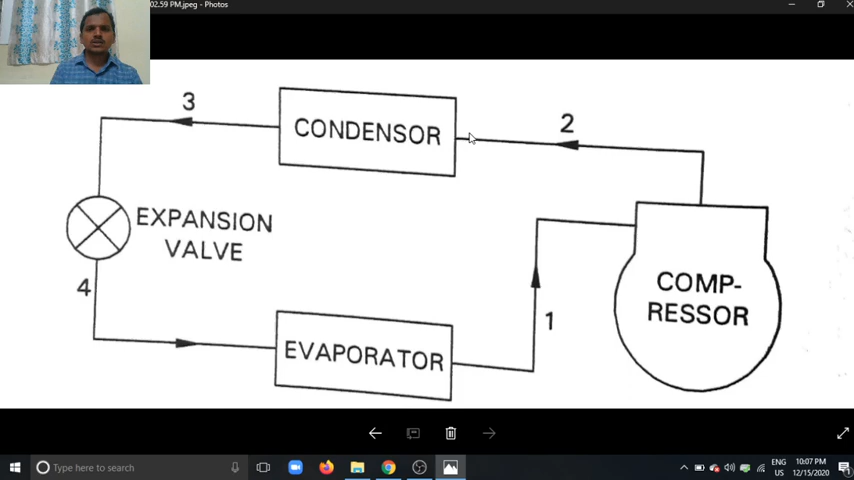 02.59 PM.jpeg - Photos
3
CONDENSOR
2
EXPANSION
VALVE
COMP-
RESSOR
4
1
EVAPORATOR
Type here to search
ENG
US
10:07 PM
12/15/2020